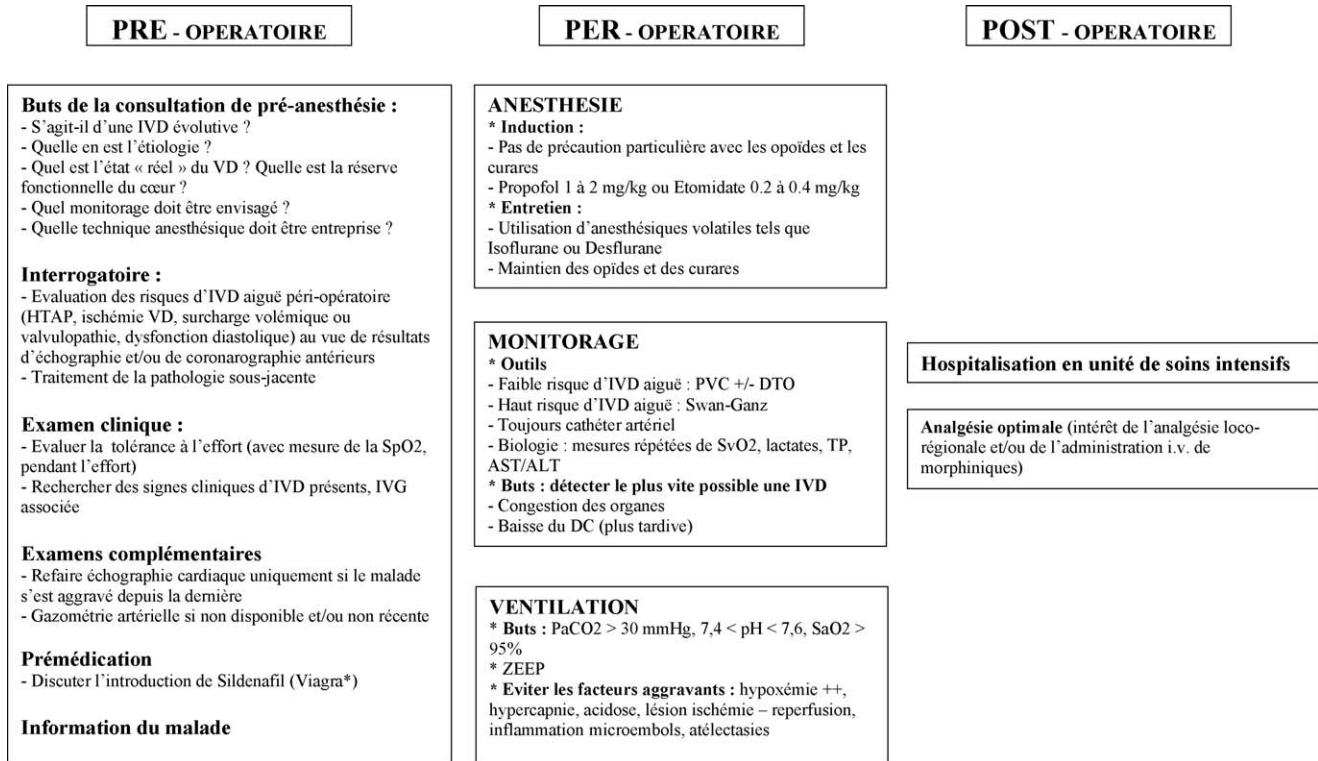 PRE - OPERATOIRE
Buts de la consultation de pré-anesthésie :
- S'agit-il d'une IVD évolutive ?
- Quelle en est l'étiologie ?
- Quel est l'état « réel » du VD ? Quelle est la réserve
fonctionnelle du cœur ?
- Quel monitorage doit être envisagé ?
- Quelle technique anesthésique doit être entreprise ?
Interrogatoire :
- Evaluation des risques d'IVD aiguë péri-opératoire
(HTAP, ischémie VD, surcharge volémique ou
valvulopathie, dysfonction diastolique) au vue de résultats
d'échographie et/ou de coronarographie antérieurs
- Traitement de la pathologie sous-jacente
Examen clinique :
- Evaluer la tolérance à l'effort (avec mesure de la SpO2,
pendant l'effort)
- Rechercher des signes cliniques d'IVD présents, IVG
associée
Examens complémentaires
- Refaire échographie cardiaque uniquement si le malade
s'est aggravé depuis la dernière
- Gazométrie artérielle si non disponible et/ou non récente
Prémédication
- Discuter l'introduction de Sildenafil (Viagra*)
Information du malade
PER - OPERATOIRE
ANESTHESIE
* Induction :
- Pas de précaution particulière avec les opoïdes et les
curares
- Propofol 1 à 2 mg/kg ou Etomidate 0.2 à 0.4 mg/kg
* Entretien :
- Utilisation d'anesthésiques volatiles tels que
Isoflurane ou Desflurane
- Maintien des opïdes et des curares
MONITORAGE
* Outils
- Faible risque d'IVD aiguë : PVC +/- DTO
- Haut risque d'IVD aiguë : Swan-Ganz
- Toujours cathéter artériel
- Biologie : mesures répétées de SvO2, lactates, TP,
AST/ALT
* Buts : détecter le plus vite possible une IVD
- Congestion des organes
- Baisse du DC (plus tardive)
VENTILATION
* Buts : PaCO2 > 30 mmHg, 7,4 < pH < 7,6, SaO2 >
95%
* ZEEP
* Eviter les facteurs aggravants : hypoxémie ++,
hypercapnie, acidose, lésion ischémie – reperfusion,
inflammation microembols, atélectasies
POST - OPERATOIRE
Hospitalisation en unité de soins intensifs
Analgésie optimale (intérêt de l'analgésie loco-
régionale et/ou de l'administration i.v. de
morphiniques)